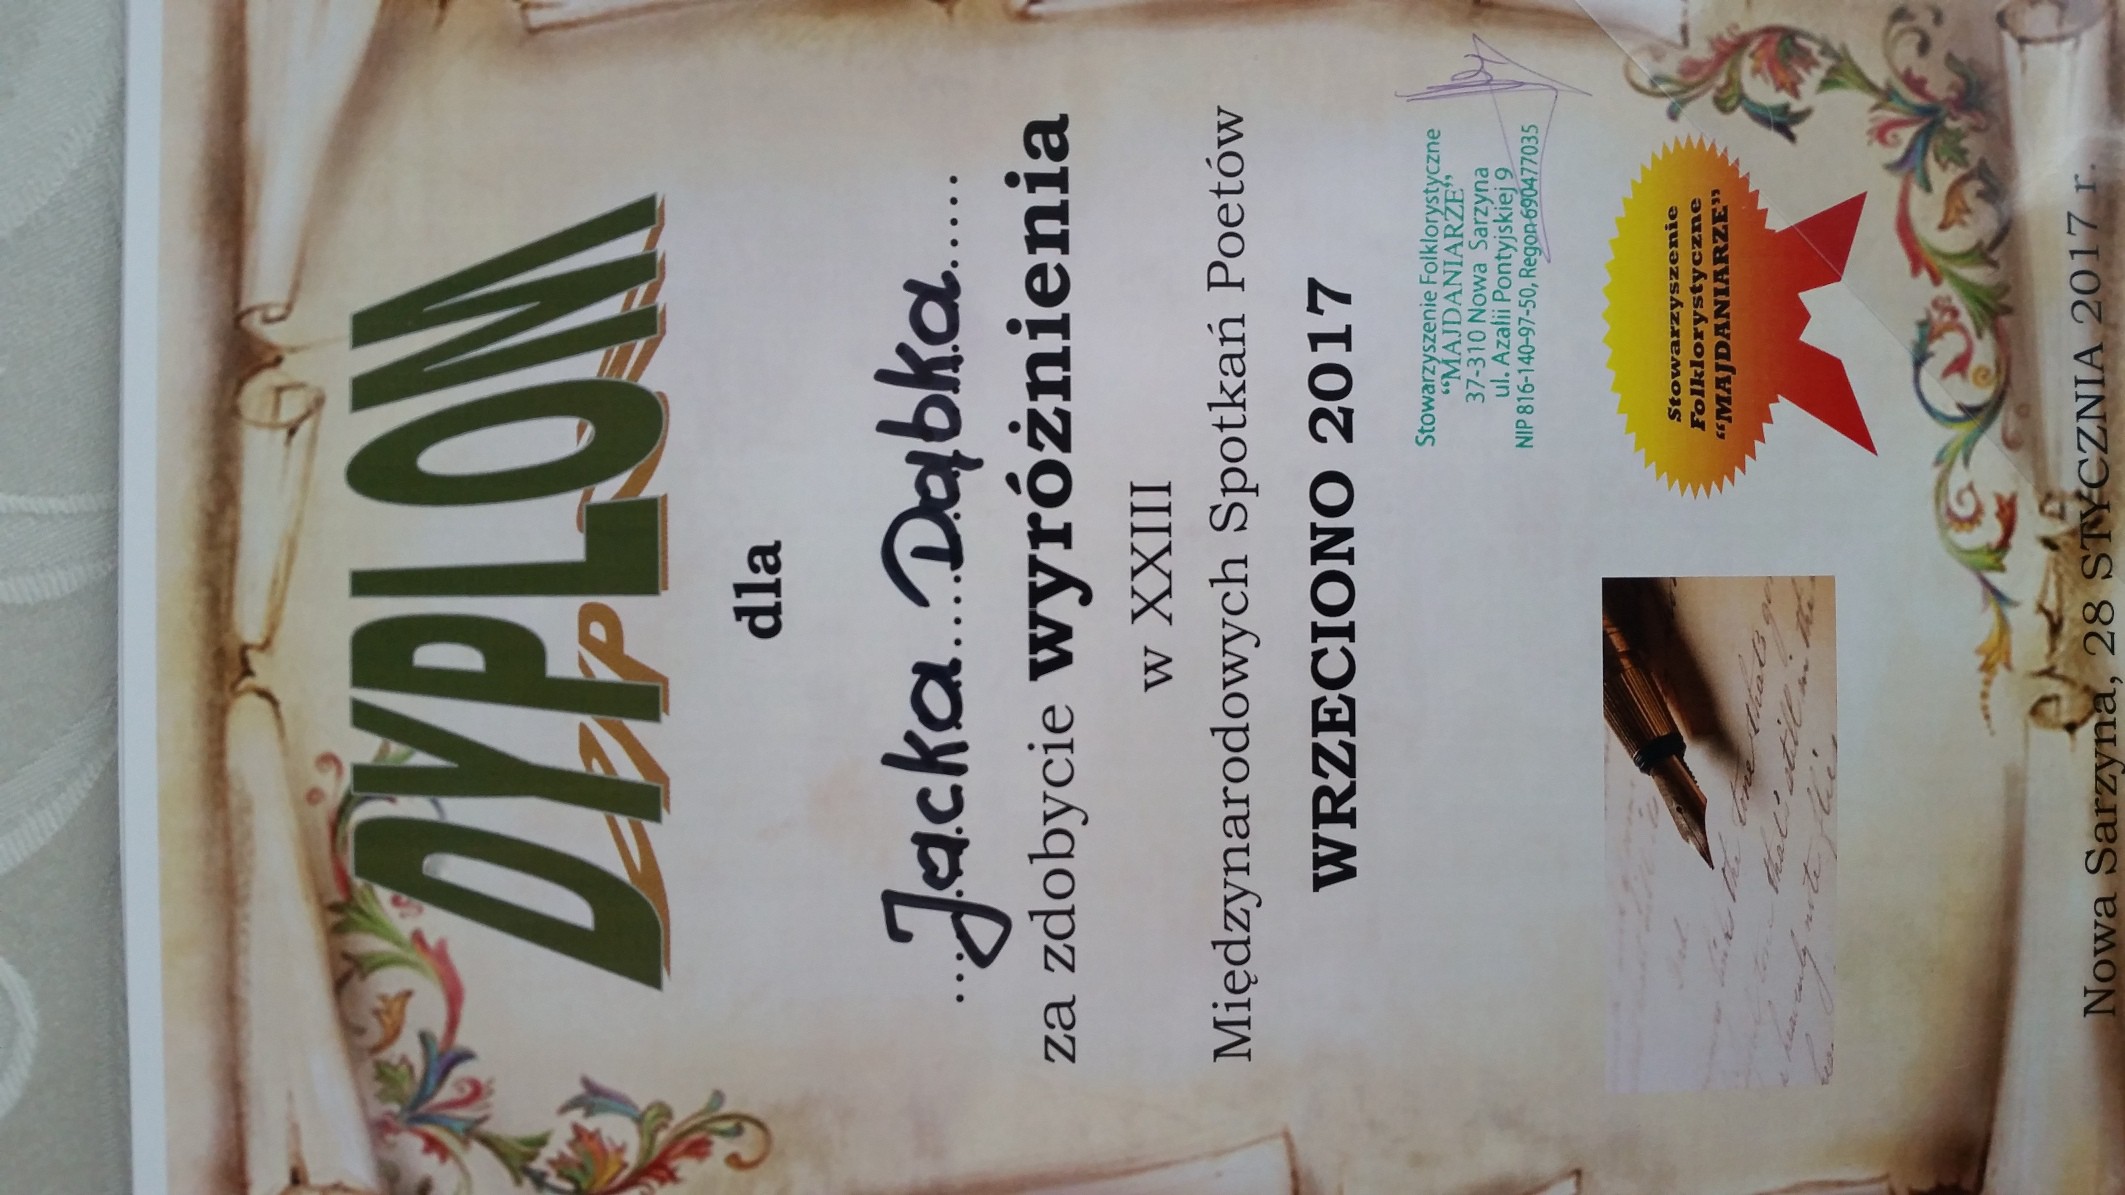 DYPLOM
dla
....Jacka....Dąbka.....
za zdobycie wyróżnienia
w XXIII
Międzynarodowych Spotkań Poetów
WRZECIONO 2017
Stowarzyszenie Folklorystyczne
“MAJDANIARZE”
37-310 Nowa Sarzyna
ul. Azalii Pontyjskiej 9
NIP 816-140-97-50, Regon 690477035
Stowarzyszenie
Folklorystyczne
“MAJDANIARZE”
Nowa Sarzyna, 28 STYCZNIA 2017 r.